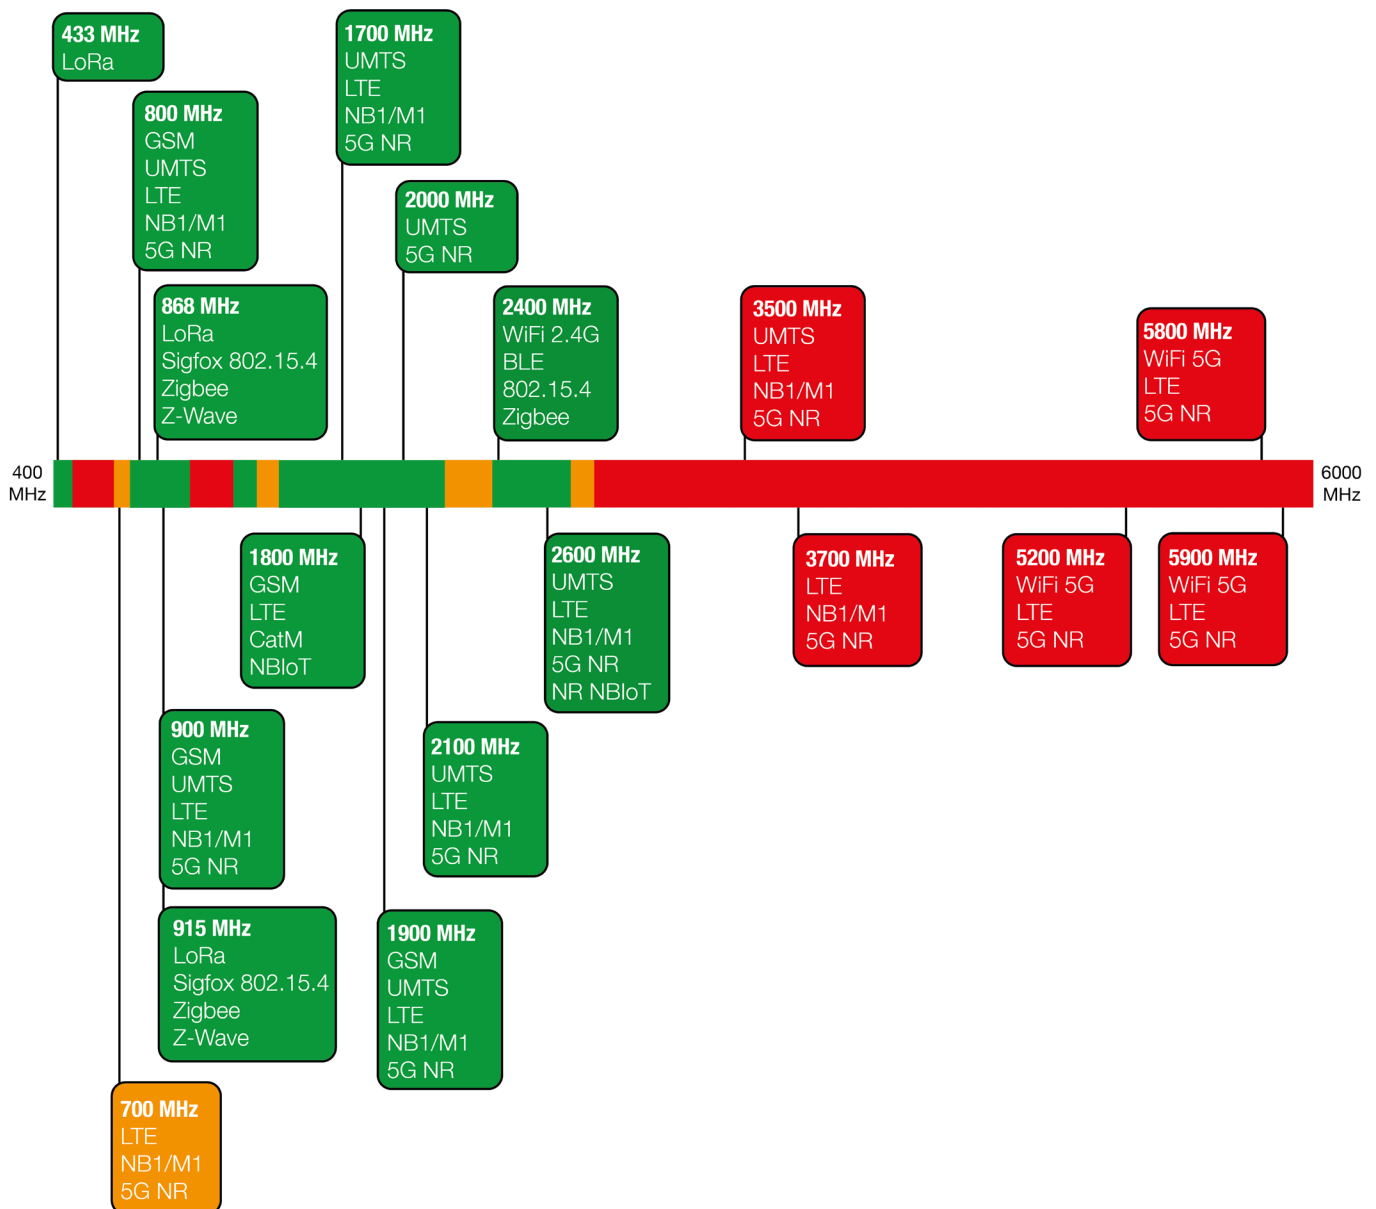 433 MHz
LoRa
800 MHz
GSM
UMTS
LTE
NB1/M1
5G NR
868 MHz
LoRa
Sigfox 802.15.4
Zigbee
Z-Wave
1700 MHz
UMTS
LTE
NB1/M1
5G NR
2000 MHz
UMTS
5G NR
2400 MHz
WiFi 2.4G
BLE
802.15.4
Zigbee
3500 MHz
UMTS
LTE
NB1/M1
5G NR
5800 MHz
WiFi 5G
LTE
5G NR
400
MHz
6000
MHz
1800 MHz
GSM
LTE
CatM
NBIoT
2600 MHz
UMTS
LTE
NB1/M1
5G NR
NR NBIoT
3700 MHz
LTE
NB1/M1
5G NR
5200 MHz
WiFi 5G
LTE
5G NR
5900 MHz
WiFi 5G
LTE
5G NR
900 MHz
GSM
UMTS
LTE
NB1/M1
5G NR
2100 MHz
UMTS
LTE
NB1/M1
5G NR
915 MHz
LoRa
Sigfox 802.15.4
Zigbee
Z-Wave
1900 MHz
GSM
UMTS
LTE
NB1/M1
5G NR
700 MHz
LTE
NB1/M1
5G NR